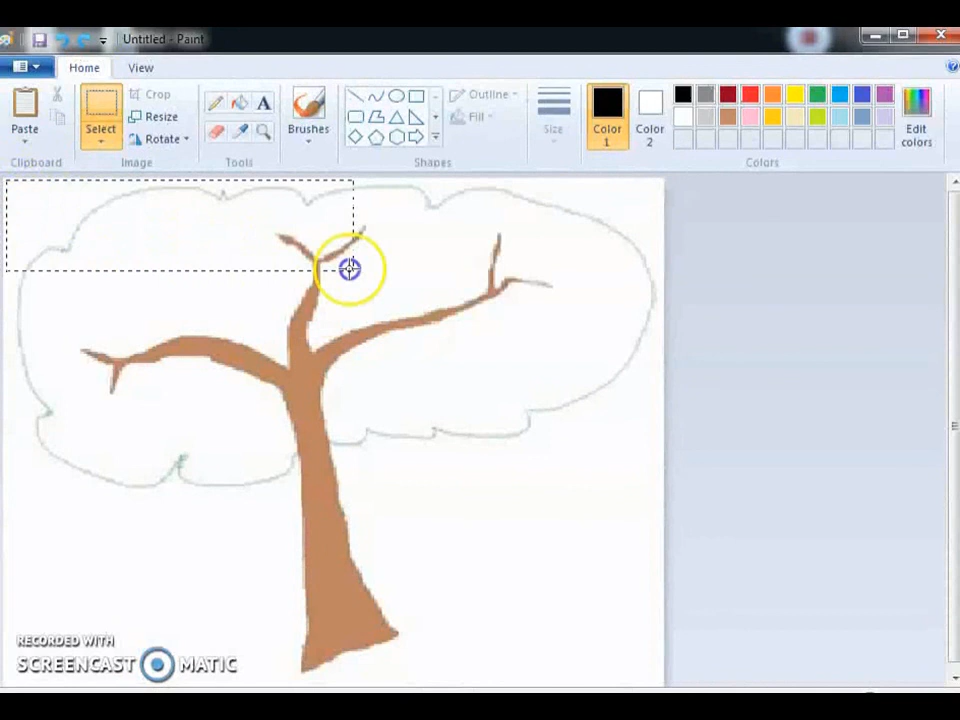 Untitled - Paint
Home View
Paste
Clipboard
Select
Crop
Resize
Rotate
Image
A
Tools
Brushes
Outline
Fill
Shapes
Size
Color 1
Color 2
Edit colors
Colors
RECORDED WITH
SCREENCAST MATIC